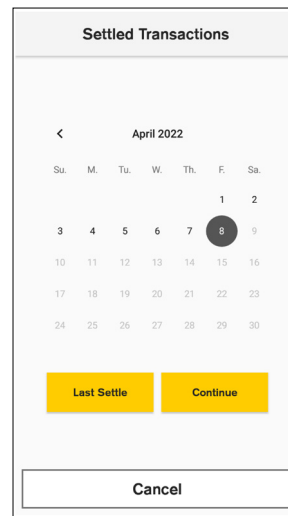 Settled Transactions
April 2022
Su. M. Tu. W. Th. F. Sa.
1 2
3 4 5 6 7 8 9
10 11 12 13 14 15 16
17 18 19 20 21 22 23
24 25 26 27 28 29 30
Last Settle Continue
Cancel